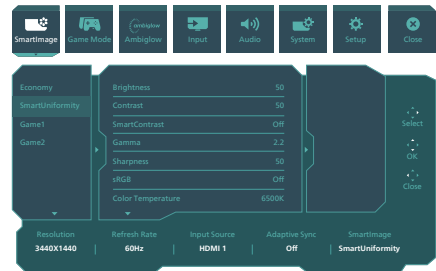 SmartImage
Game Mode
ambiglow
Ambiglow
Input
Audio
System
Setup
Close
Economy
SmartUniformity
Game1
Game2
Brightness 50
Contrast 50
SmartContrast Off
Gamma 2.2
Sharpness 50
sRGB Off
Color Temperature 6500K
Select
OK
Close
Resolution Refresh Rate Input Source Adaptive Sync SmartImage
3440X1440 | 60Hz | HDMI 1 | Off | SmartUniformity